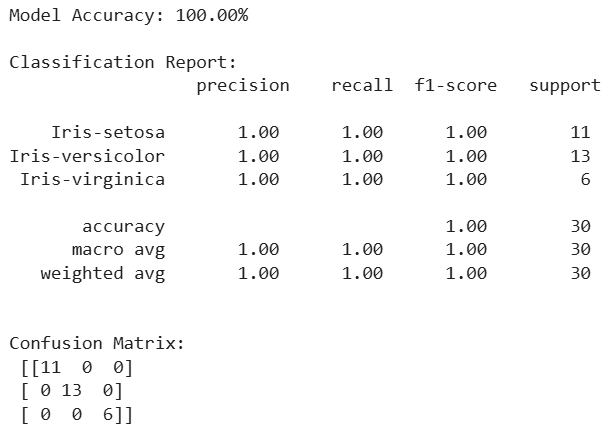 Model Accuracy: 100.00%
Classification Report:
precision recall f1-score support
Iris-setosa 1.00 1.00 1.00 11
Iris-versicolor 1.00 1.00 1.00 13
Iris-virginica 1.00 1.00 1.00 6
accuracy 1.00 30
macro avg 1.00 1.00 1.00 30
weighted avg 1.00 1.00 1.00 30
Confusion Matrix:
[[11 0 0]
[ 0 13 0]
[ 0 0 6]]